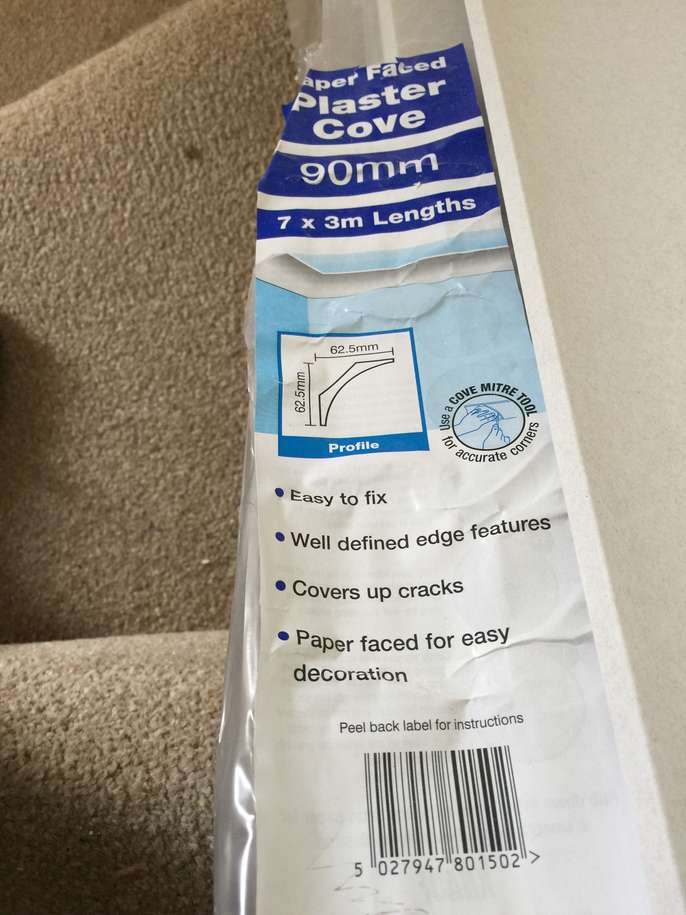 aper Faced
Plaster
Cove
90mm
7 x 3m Lengths
62.5mm
62.5mm
Profile
Use a COVE MITRE TOOL
for accurate corners
Easy to fix
Well defined edge features
Covers up cracks
Paper faced for easy
decoration
Peel back label for instructions
5 027947 801502 >